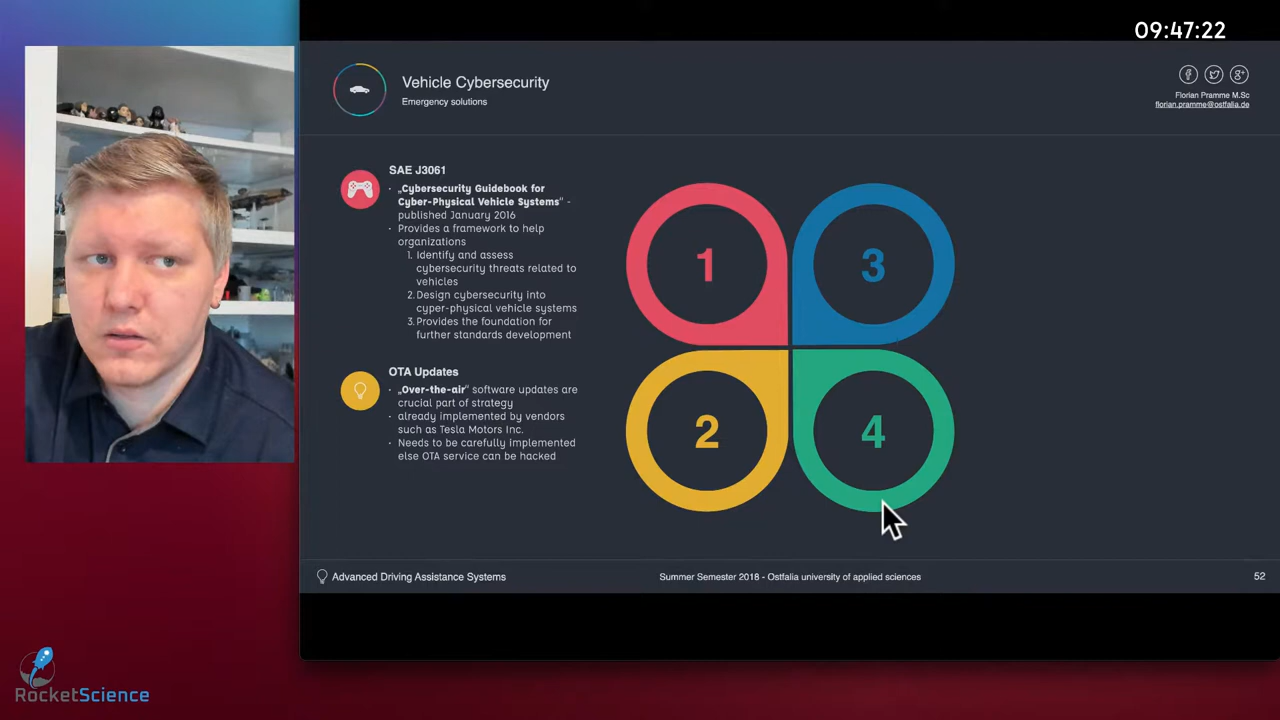 09:47:22
Vehicle Cybersecurity
Emergency solutions
Florian Pramme M.Sc
florian.pramme@ostfalia.de
SAE J3061
„Cybersecurity Guidebook for
Cyber-Physical Vehicle Systems“ -
published January 2016
Provides a framework to help
organizations
1. Identify and assess
cybersecurity threats related to
vehicles
2. Design cybersecurity into
cyper-physical vehicle systems
3. Provides the foundation for
further standards development
OTA Updates
„Over-the-air“ software updates are
crucial part of strategy
already implemented by vendors
such as Tesla Motors Inc.
Needs to be carefully implemented
else OTA service can be hacked
1
3
2
4
Advanced Driving Assistance Systems
Summer Semester 2018 - Ostfalia university of applied sciences
52
RocketScience